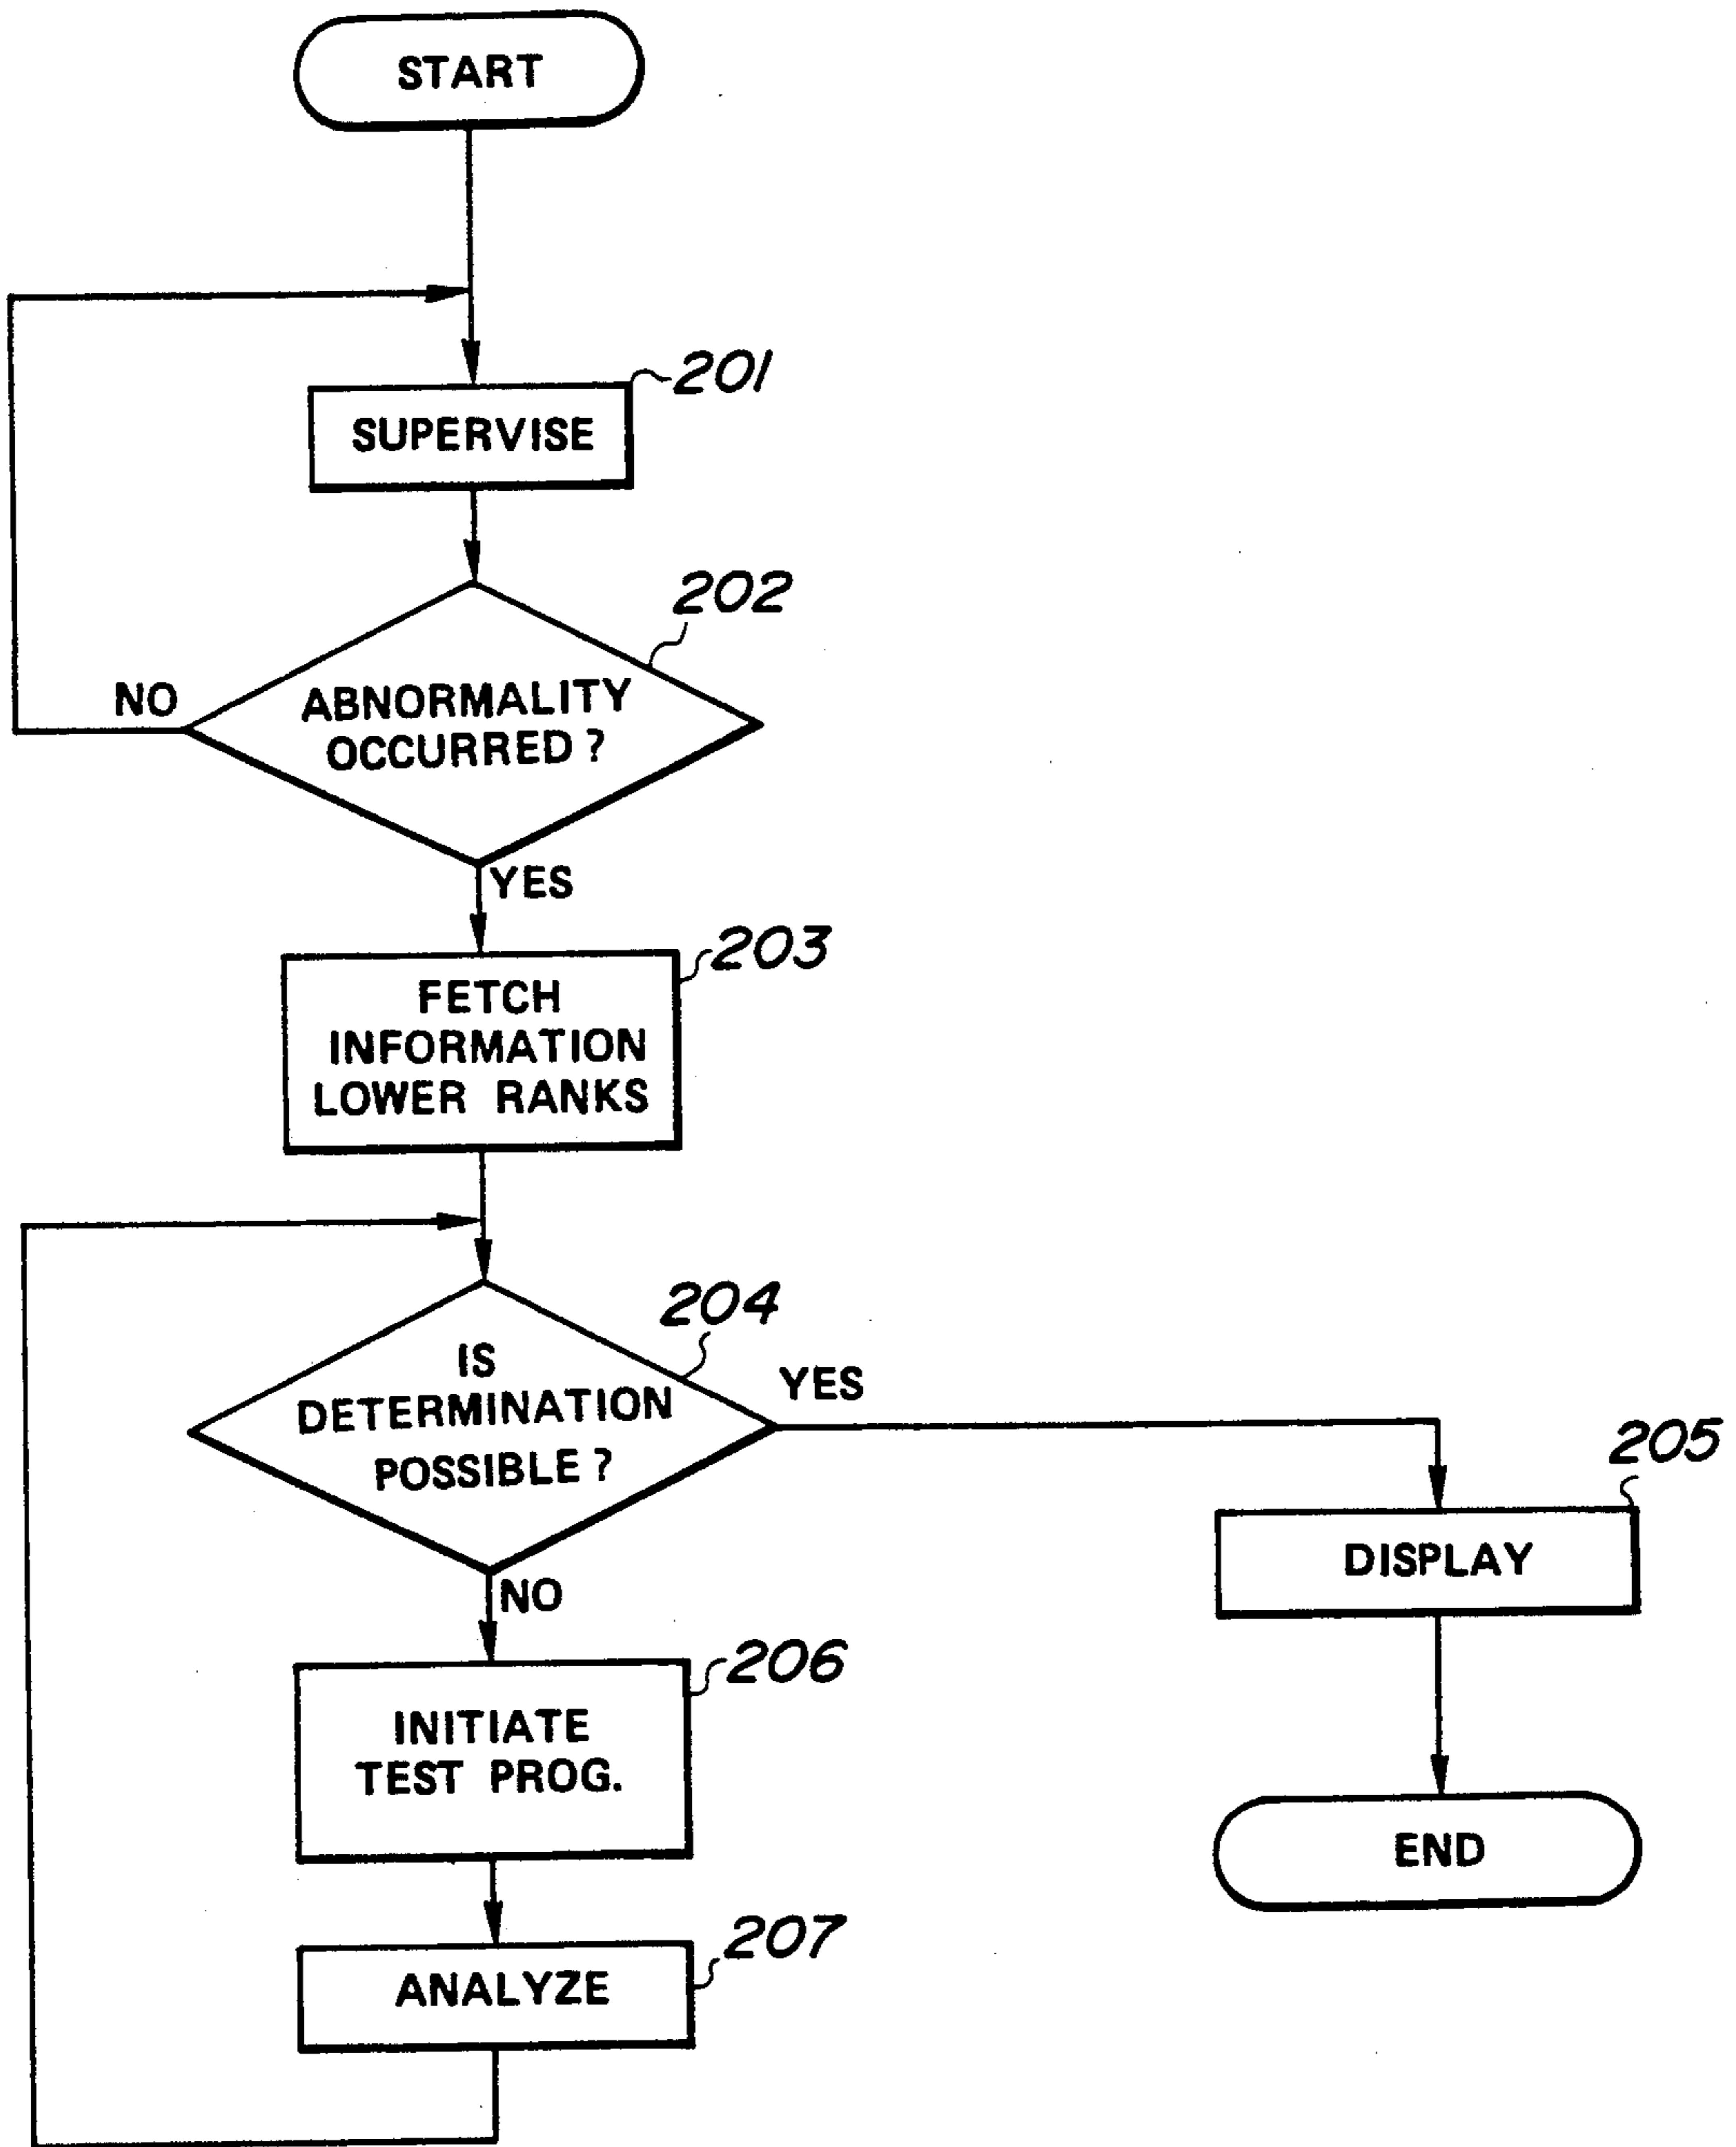 START
201
SUPERVISE
202
NO
ABNORMALITY
OCCURRED ?
YES
203
FETCH
INFORMATION
LOWER RANKS
204
IS
DETERMINATION
POSSIBLE ?
YES
205
DISPLAY
NO
206
INITIATE
TEST PROG.
END
207
ANALYZE